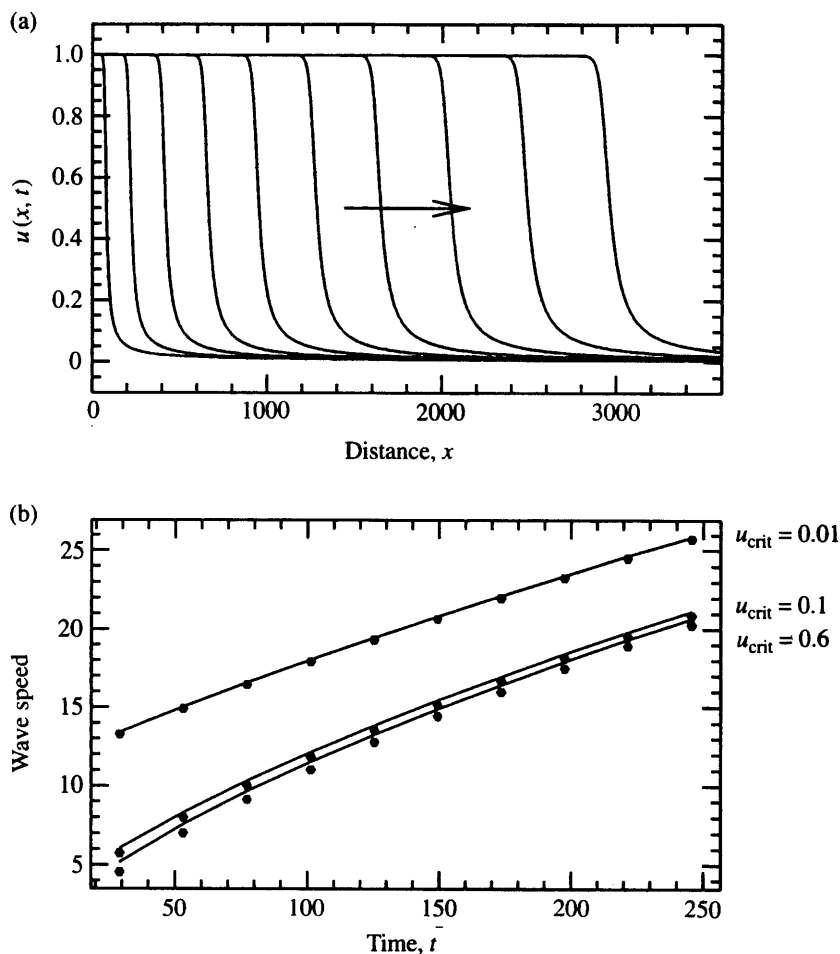 (a)
1.0
0.8
0.6
0.4
0.2
0
u(x, t)
0 1000 2000 3000
Distance, x
(b)
25
20
15
10
5
Wave speed
u_crit = 0.01
u_crit = 0.1
u_crit = 0.6
50 100 150 200 250
Time, t